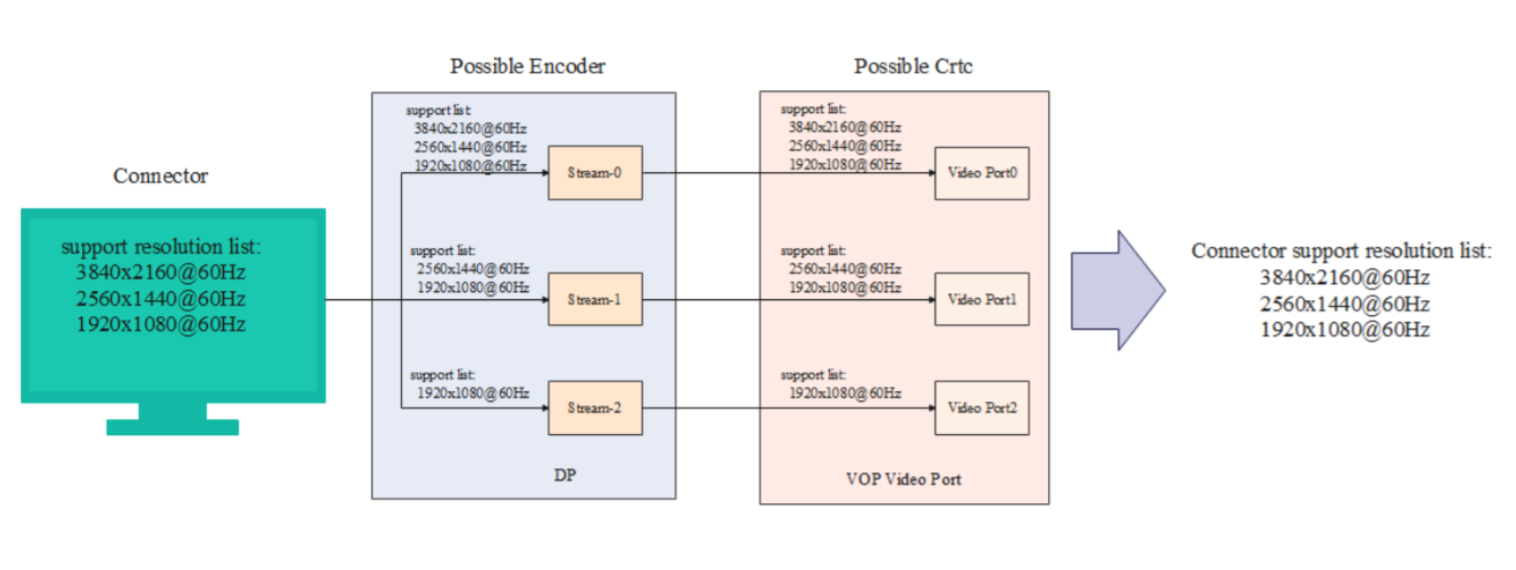 Possible Encoder
Possible Crtc
Connector
support resolution list:
3840x2160@60Hz
2560x1440@60Hz
1920x1080@60Hz
support list:
3840x2160@60Hz
2560x1440@60Hz
1920x1080@60Hz
Stream-0
support list:
2560x1440@60Hz
1920x1080@60Hz
Stream-1
support list:
1920x1080@60Hz
Stream-2
DP
support list:
3840x2160@60Hz
2560x1440@60Hz
1920x1080@60Hz
Video Port0
support list:
2560x1440@60Hz
1920x1080@60Hz
Video Port1
support list:
1920x1080@60Hz
Video Port2
VOP Video Port
Connector support resolution list:
3840x2160@60Hz
2560x1440@60Hz
1920x1080@60Hz